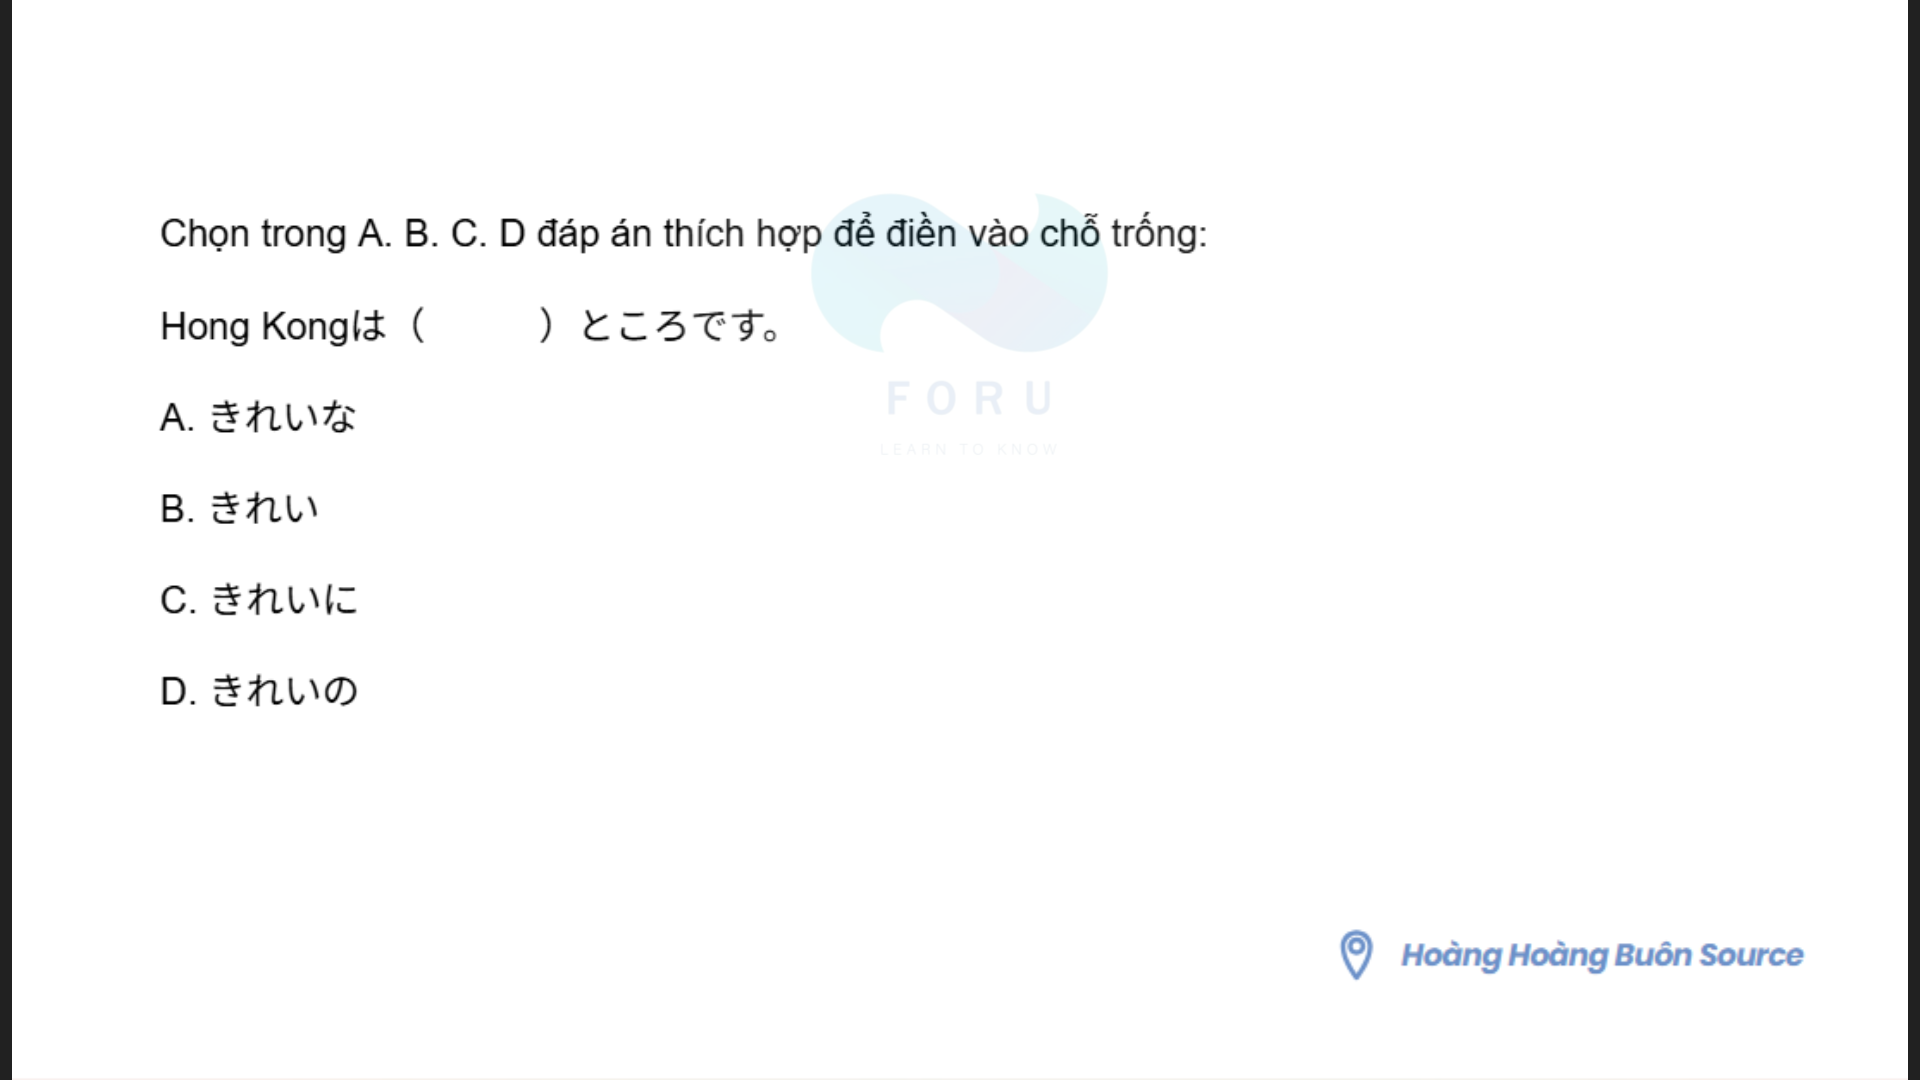 Chọn trong A. B. C. D đáp án thích hợp để điền vào chỗ trống:
Hong Kongは（　　　）ところです。
A. きれいな
B. きれい
C. きれいに
D. きれいの
FORU
LEARN TO KNOW
Hoàng Hoàng Buôn Source